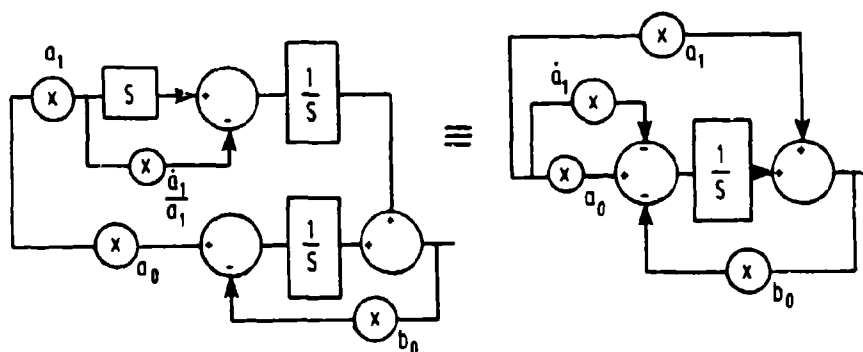 a₁
x
S
+
-
1
S
x
ȧ₁
a₁
x
a₀
+
-
1
S
+
+
x
b₀
≡
x
a₁
ȧ₁
x
x
a₀
-
+
-
1
S
+
+
x
b₀